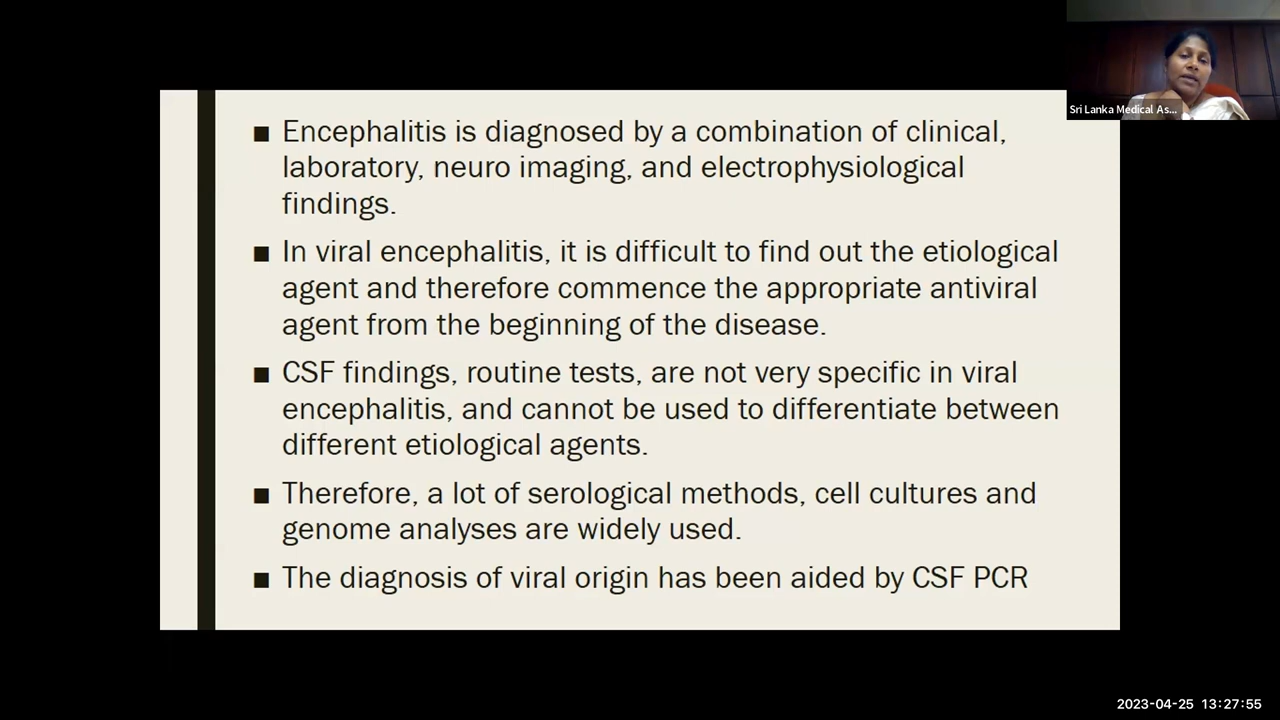 Sri Lanka Medical As...
■ Encephalitis is diagnosed by a combination of clinical,
laboratory, neuro imaging, and electrophysiological
findings.
■ In viral encephalitis, it is difficult to find out the etiological
agent and therefore commence the appropriate antiviral
agent from the beginning of the disease.
■ CSF findings, routine tests, are not very specific in viral
encephalitis, and cannot be used to differentiate between
different etiological agents.
■ Therefore, a lot of serological methods, cell cultures and
genome analyses are widely used.
■ The diagnosis of viral origin has been aided by CSF PCR
2023-04-25 13:27:55